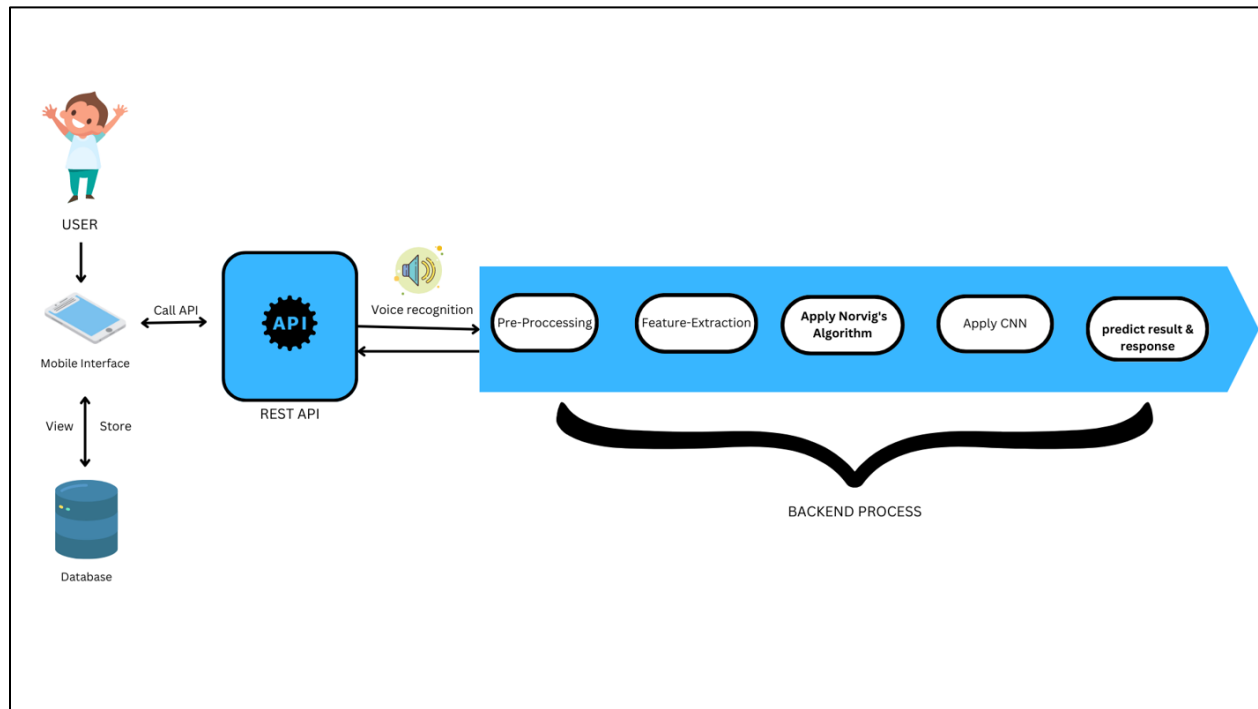 USER
Call API
Mobile Interface
View
Store
Database
API
REST API
Voice recognition
Pre-Proccessing
Feature-Extraction
Apply Norvig's
Algorithm
Apply CNN
predict result &
response
BACKEND PROCESS